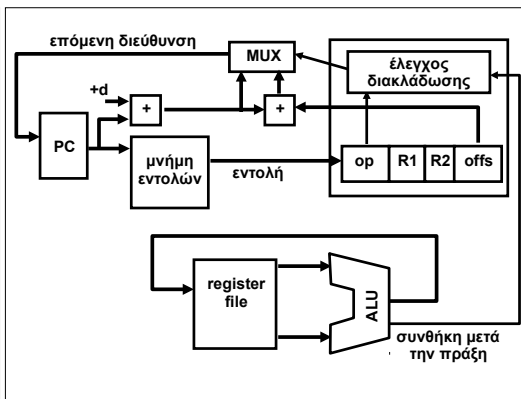 επόμενη διεύθυνση
MUX
έλεγχος
διακλάδωσης
+d
+
+
PC
μνήμη
εντολών
εντολή
op R1 R2 offs
register
file
ALU
συνθήκη μετά
την πράξη